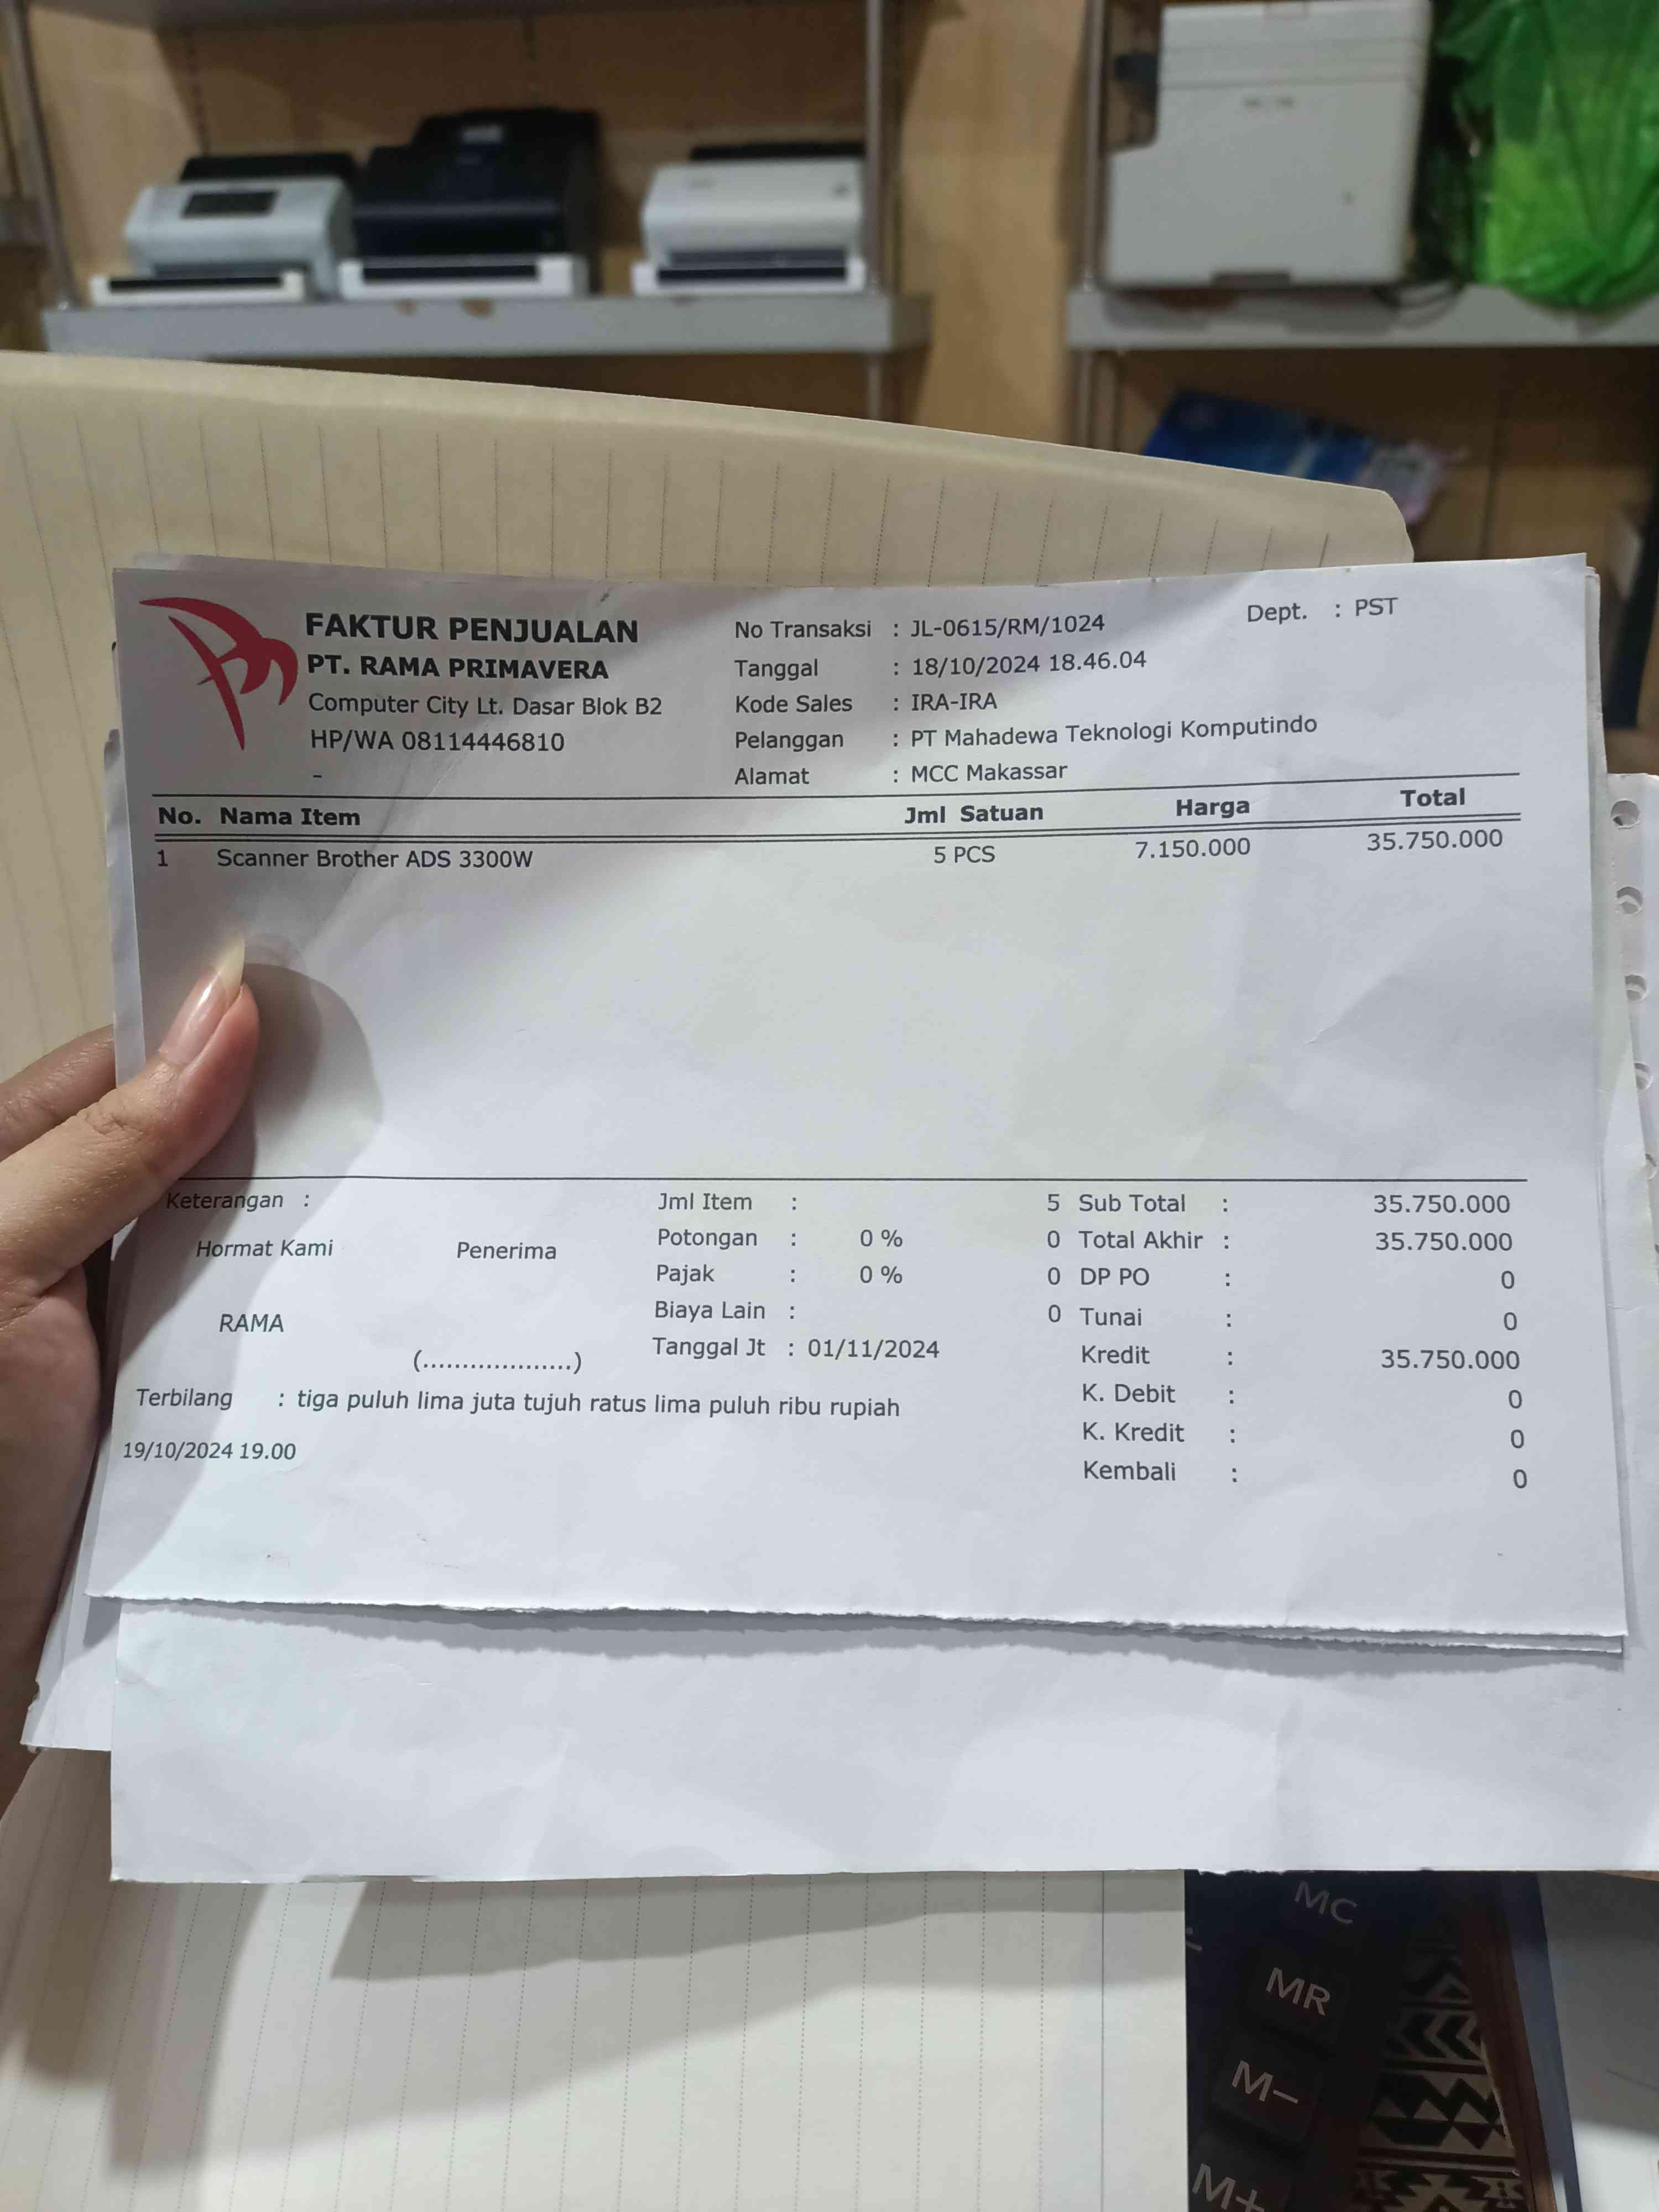 FAKTUR PENJUALAN
PT. RAMA PRIMAVERA
Computer City Lt. Dasar Blok B2
HP/WA 08114446810
-
No Transaksi : JL-0615/RM/1024
Dept. : PST
Tanggal : 18/10/2024 18.46.04
Kode Sales : IRA-IRA
Pelanggan : PT Mahadewa Teknologi Komputindo
Alamat : MCC Makassar
No. Nama Item Jml Satuan Harga Total
1 Scanner Brother ADS 3300W 5 PCS 7.150.000 35.750.000
Keterangan :
Hormat Kami Penerima
RAMA
(...................)
Jml Item : 5
Potongan : 0 % 0
Pajak : 0 % 0
Biaya Lain : 0
Tanggal Jt : 01/11/2024
Sub Total : 35.750.000
Total Akhir : 35.750.000
DP PO : 0
Tunai : 0
Kredit : 35.750.000
K. Debit : 0
K. Kredit : 0
Kembali : 0
Terbilang : tiga puluh lima juta tujuh ratus lima puluh ribu rupiah
19/10/2024 19.00
MC
MR
M−
M+